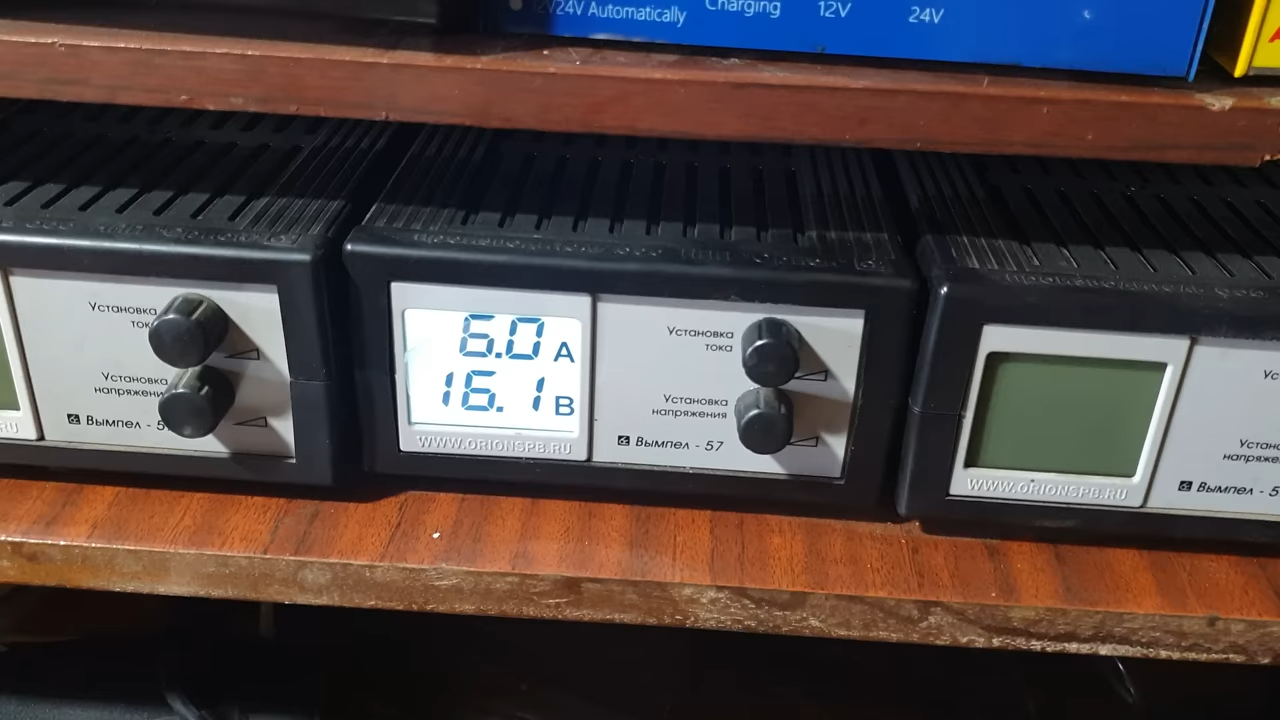 12V/24V Automatically
Charging
12V
24V
Установка
тока
Установка
напряжения
Вымпел - 5
6.0 А
16.1 В
WWW.ORIONSPB.RU
Установка
тока
Установка
напряжения
Вымпел - 57
WWW.ORIONSPB.RU
Вымпел - 5